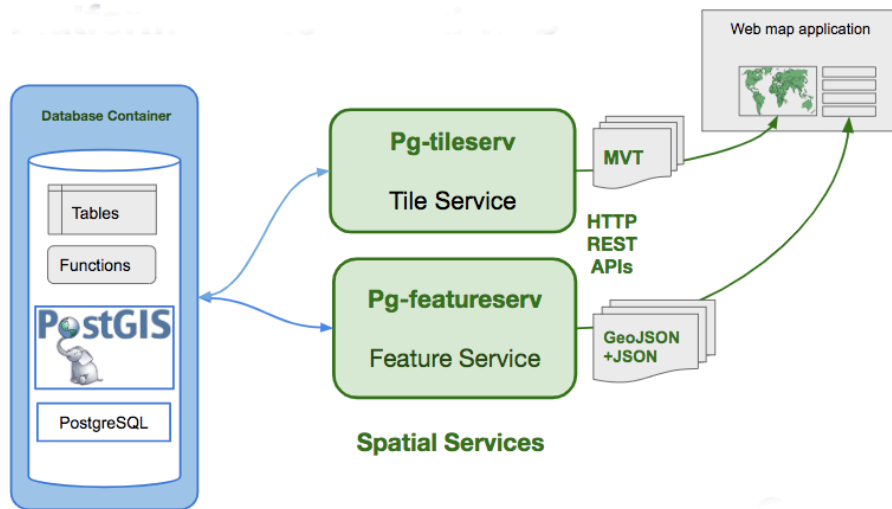 Web map application
Database Container
Tables
Functions
PostGIS
PostgreSQL
Pg-tileserv
Tile Service
MVT
HTTP
REST
APIs
Pg-featureserv
Feature Service
GeoJSON
+JSON
Spatial Services